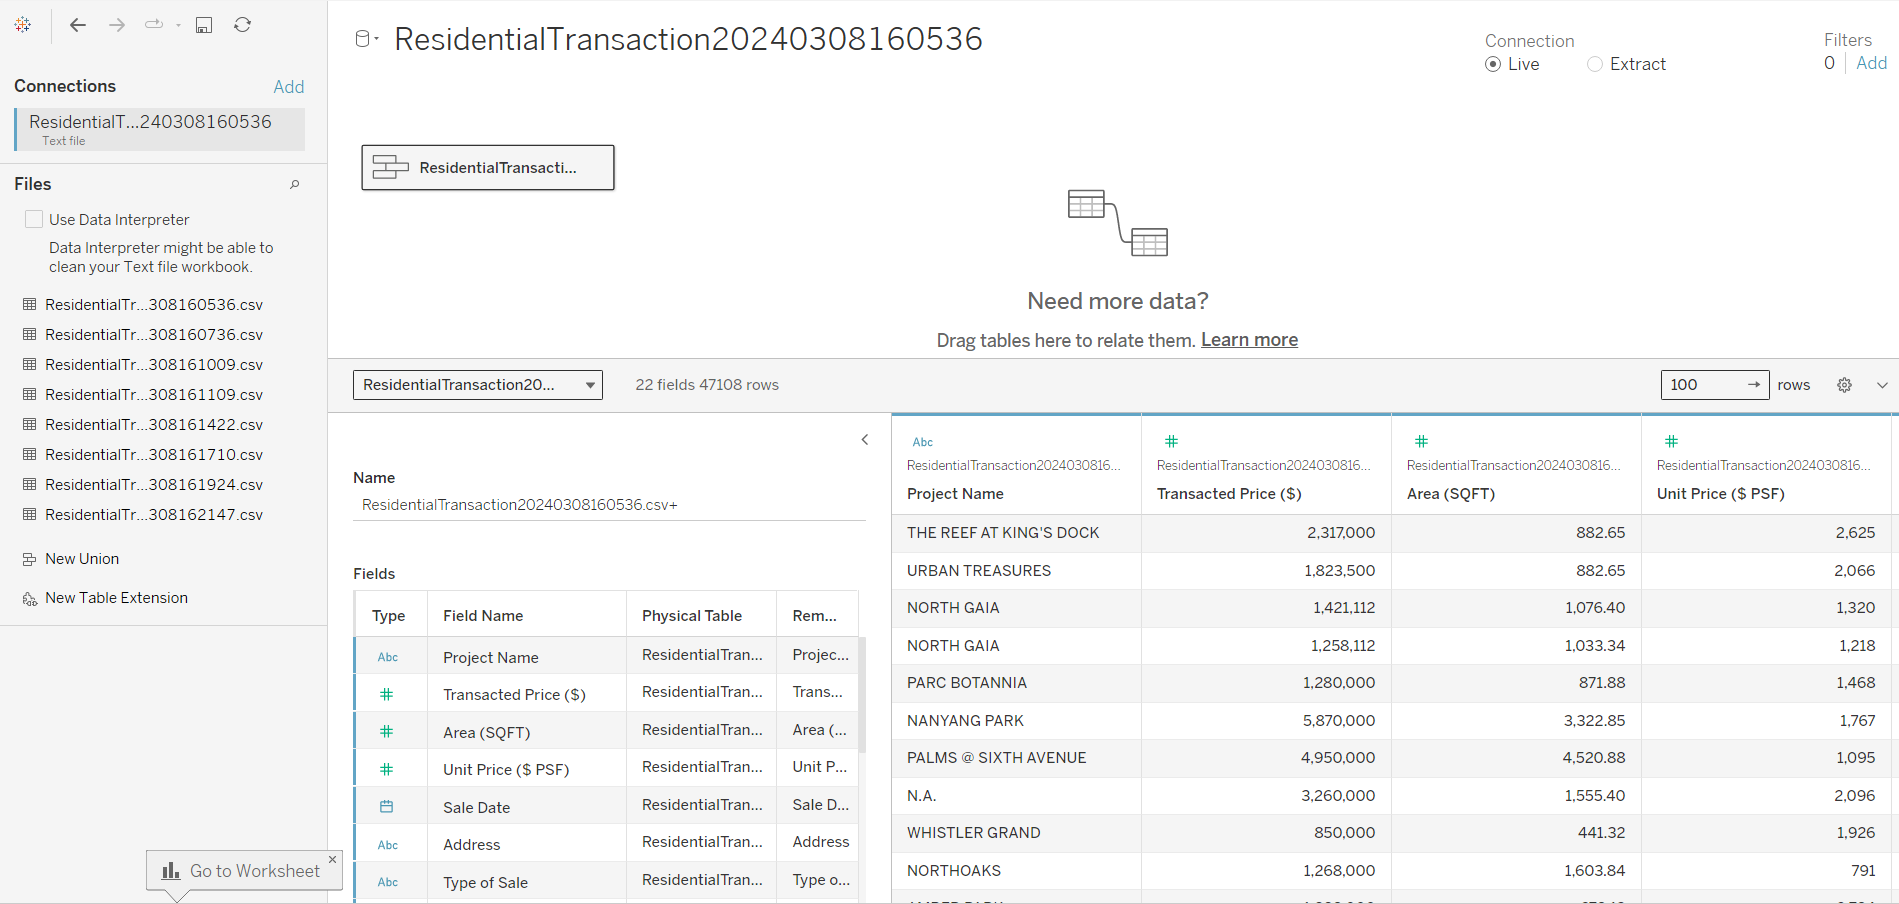 ResidentialTransaction20240308160536
Connection
Live
Extract
Filters
0 Add
Connections Add
ResidentialT...240308160536
Text file
Files
Use Data Interpreter
Data Interpreter might be able to
clean your Text file workbook.
ResidentialTr...308160536.csv
ResidentialTr...308160736.csv
ResidentialTr...308161009.csv
ResidentialTr...308161109.csv
ResidentialTr...308161422.csv
ResidentialTr...308161710.csv
ResidentialTr...308161924.csv
ResidentialTr...308162147.csv
New Union
New Table Extension
Go to Worksheet
ResidentialTransacti...
Need more data?
Drag tables here to relate them. Learn more
ResidentialTransaction20... 22 fields 47108 rows 100 rows
Name
ResidentialTransaction20240308160536.csv+
Fields
Type Field Name Physical Table Rem...
Abc Project Name ResidentialTran... Projec...
Transacted Price ($) ResidentialTran... Trans...
Area (SQFT) ResidentialTran... Area (...
Unit Price ($ PSF) ResidentialTran... Unit P...
Sale Date ResidentialTran... Sale D...
Abc Address ResidentialTran... Address
Abc Type of Sale ResidentialTran... Type o...
Abc
ResidentialTransaction2024030816... ResidentialTransaction2024030816... ResidentialTransaction2024030816... ResidentialTransaction2024030816...
Project Name Transacted Price ($) Area (SQFT) Unit Price ($ PSF)
THE REEF AT KING'S DOCK 2,317,000 882.65 2,625
URBAN TREASURES 1,823,500 882.65 2,066
NORTH GAIA 1,421,112 1,076.40 1,320
NORTH GAIA 1,258,112 1,033.34 1,218
PARC BOTANNIA 1,280,000 871.88 1,468
NANYANG PARK 5,870,000 3,322.85 1,767
PALMS @ SIXTH AVENUE 4,950,000 4,520.88 1,095
N.A. 3,260,000 1,555.40 2,096
WHISTLER GRAND 850,000 441.32 1,926
NORTHOAKS 1,268,000 1,603.84 791